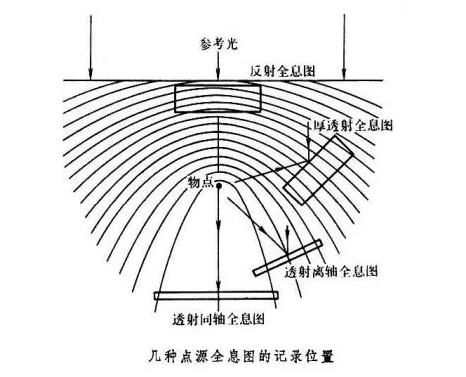 参考光
反射全息图
厚透射全息图
物点
透射离轴全息图
透射同轴全息图
几种点源全息图的记录位置